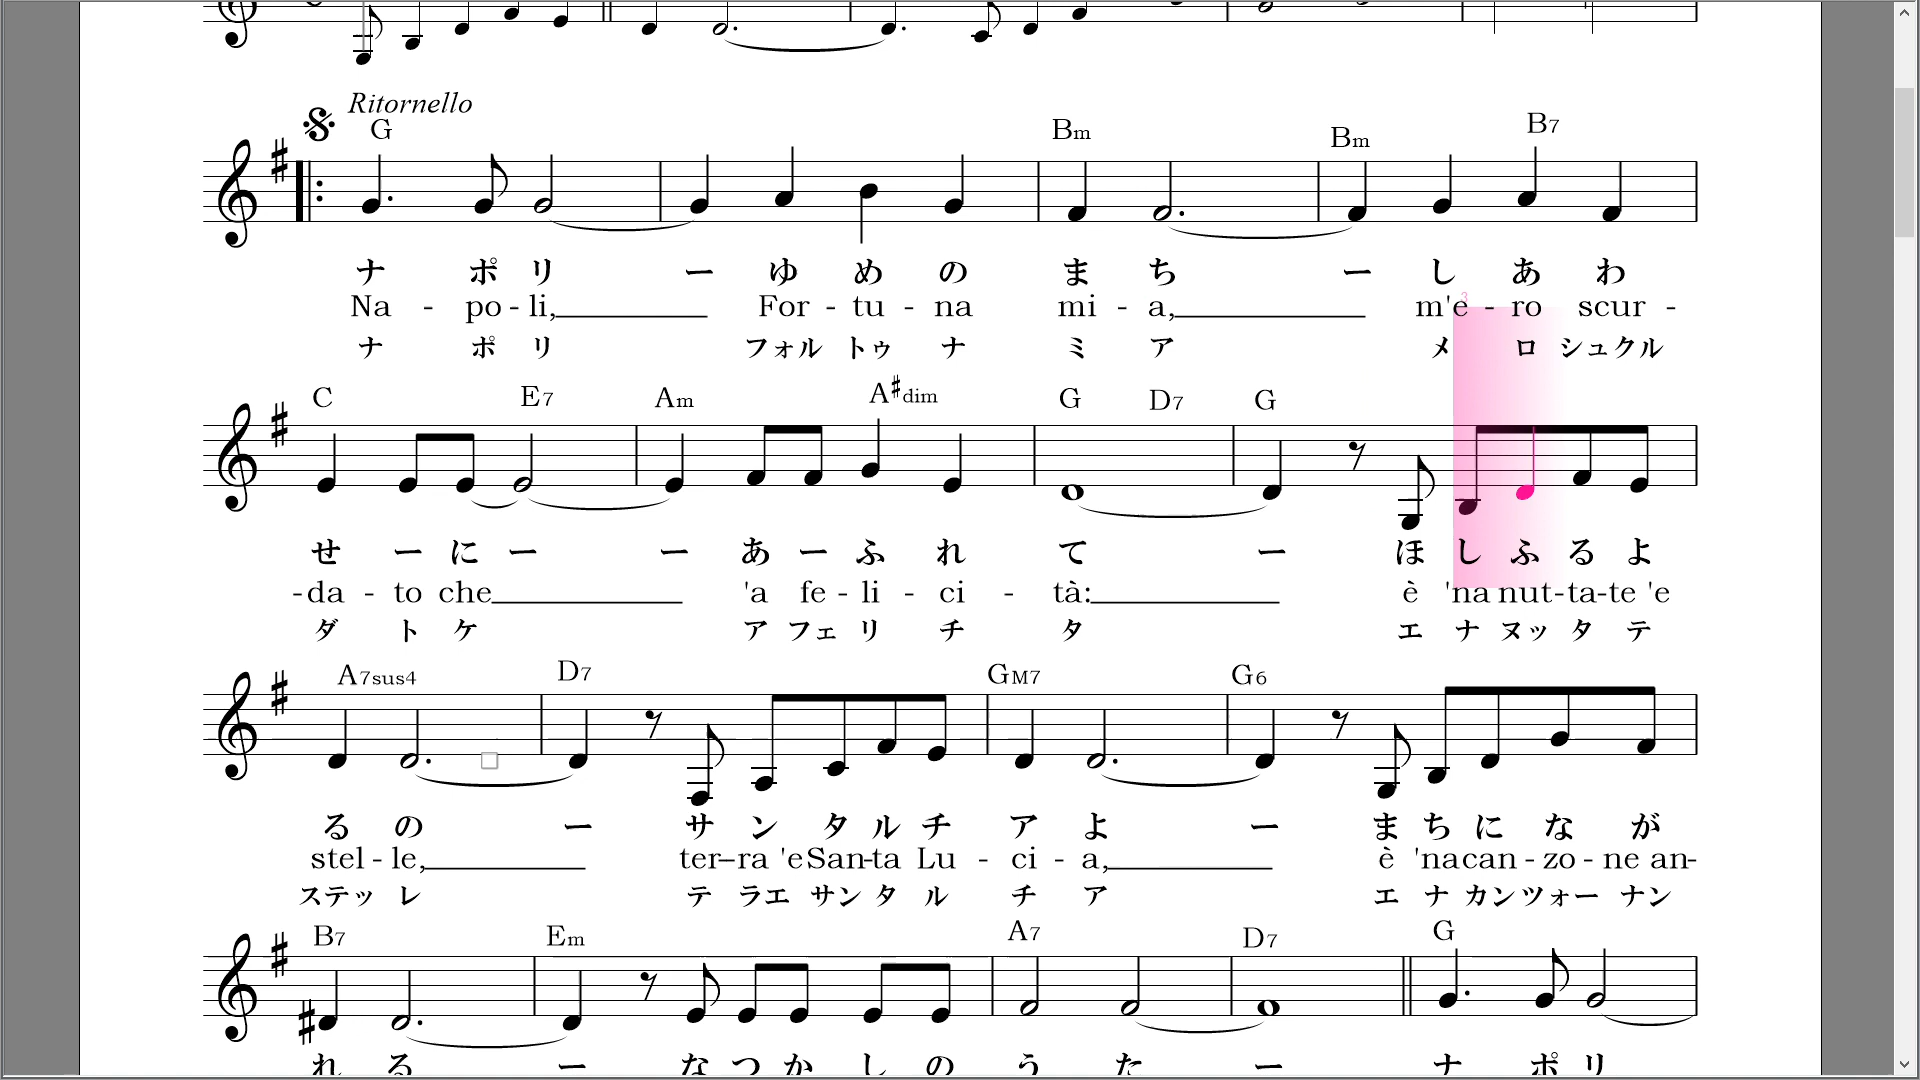 Ritornello
G Bm Bm B7
ナ ポ リ ー ゆ め の ま ち ー し あ わ
Na - po - li, For - tu - na mi - a, m'e - ro scur -
ナ ポ リ フォル トゥ ナ ミ ア メ ロ シュクル
3
C E7 Am A♯dim G D7 G
せ ー に ー ー あ ー ふ れ て ー ほ し ふ る よ
-da - to che 'a fe - li - ci - tà: è 'na nut-ta-te 'e
ダ ト ケ ア フェ リ チ タ エ ナ ヌッ タ テ
A7sus4 D7 GM7 G6
る の ー サ ン タ ル チ ア よ ー ま ち に な が
stel - le, ter-ra 'e San-ta Lu - ci - a, è 'na can - zo - ne an-
ステッ レ テ ラエ サン タ ル チ ア エ ナ カン ツォー ナン
B7 Em A7 D7 G
れ る ー な つ か し の う た ー ナ ポ リ